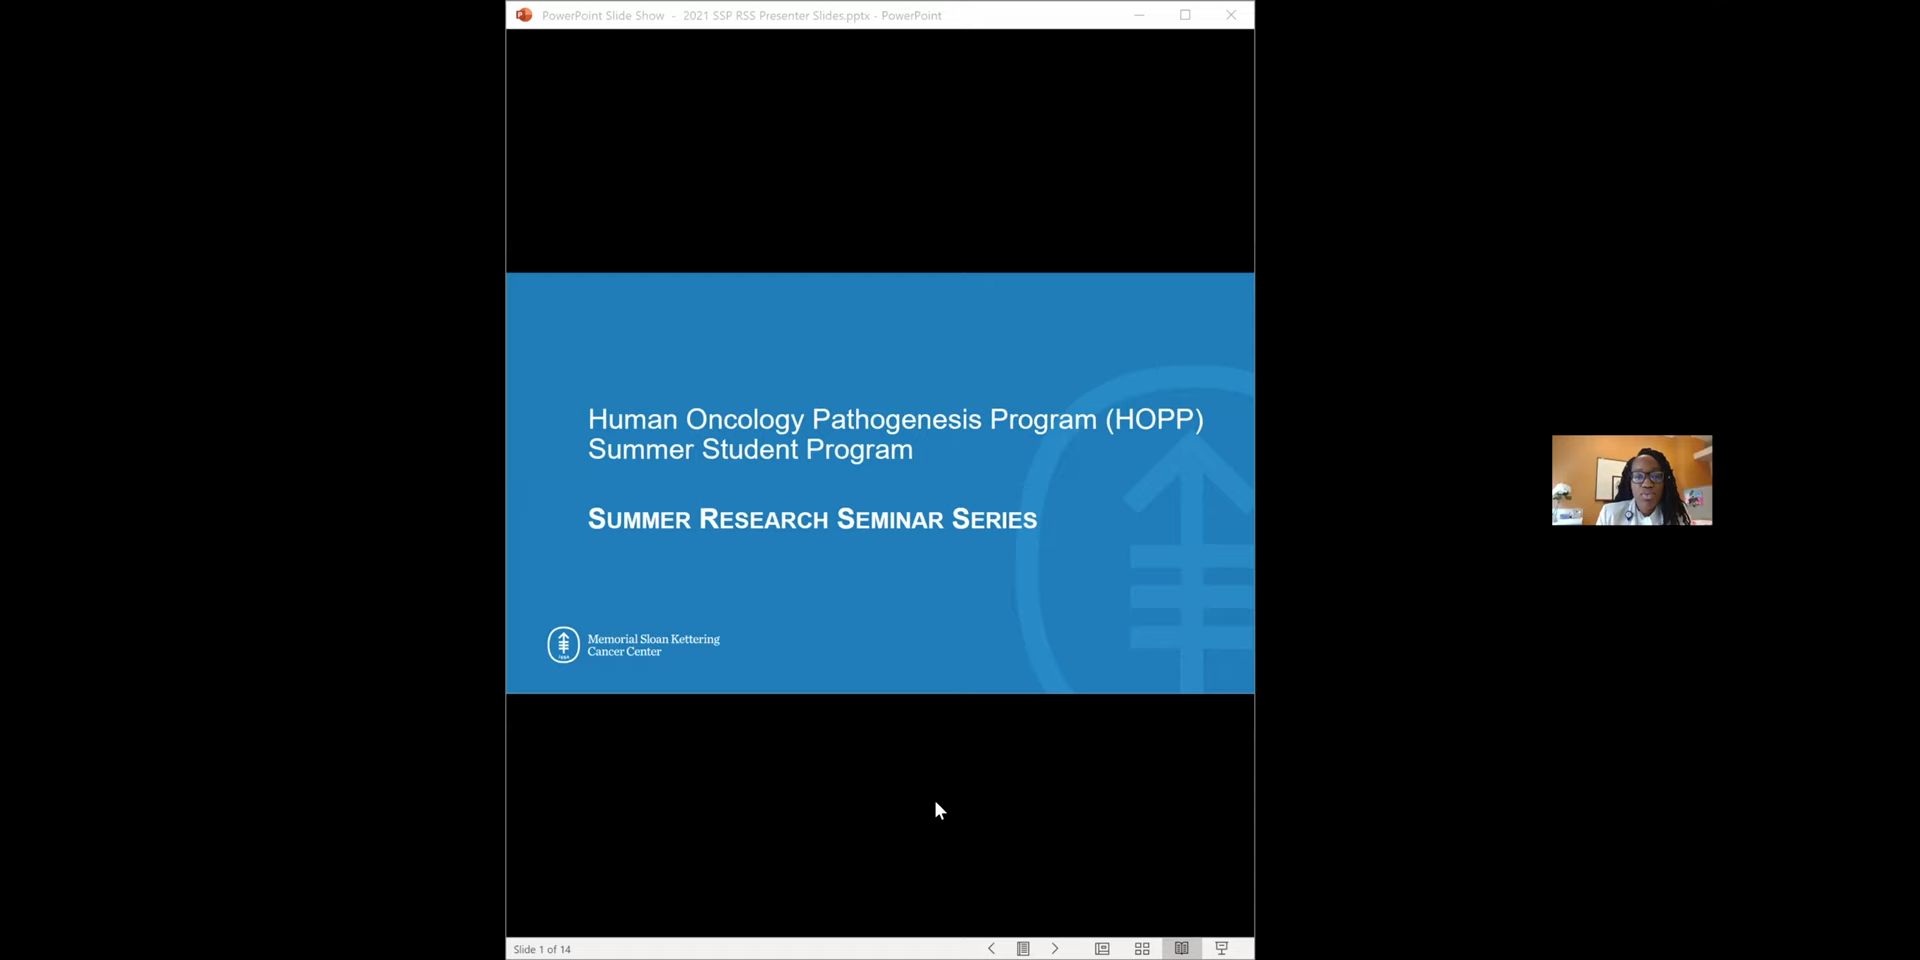 PowerPoint Slide Show - 2021 SSP RSS Presenter Slides.pptx - PowerPoint
Human Oncology Pathogenesis Program (HOPP)
Summer Student Program
SUMMER RESEARCH SEMINAR SERIES
Memorial Sloan Kettering
Cancer Center
Slide 1 of 14